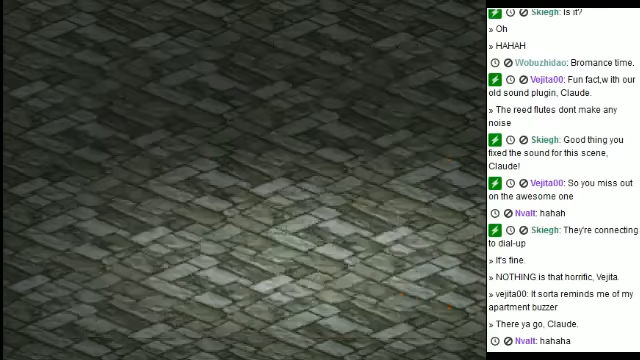 Skiegh: Is it?
» Oh
» HAHAH
Wobuzhidao: Bromance time.
Vejita00: Fun fact,w ith our
old sound plugin, Claude.
» The reed flutes dont make any
noise
Skiegh: Good thing you
fixed the sound for this scene,
Claude!
Vejita00: So you miss out
on the awesome one
Nvalt: hahah
Skiegh: They're connecting
to dial-up
» It's fine.
» NOTHING is that horrific, Vejita.
» vejita00: It sorta reminds me of my
apartment buzzer
» There ya go, Claude.
Nvalt: hahaha